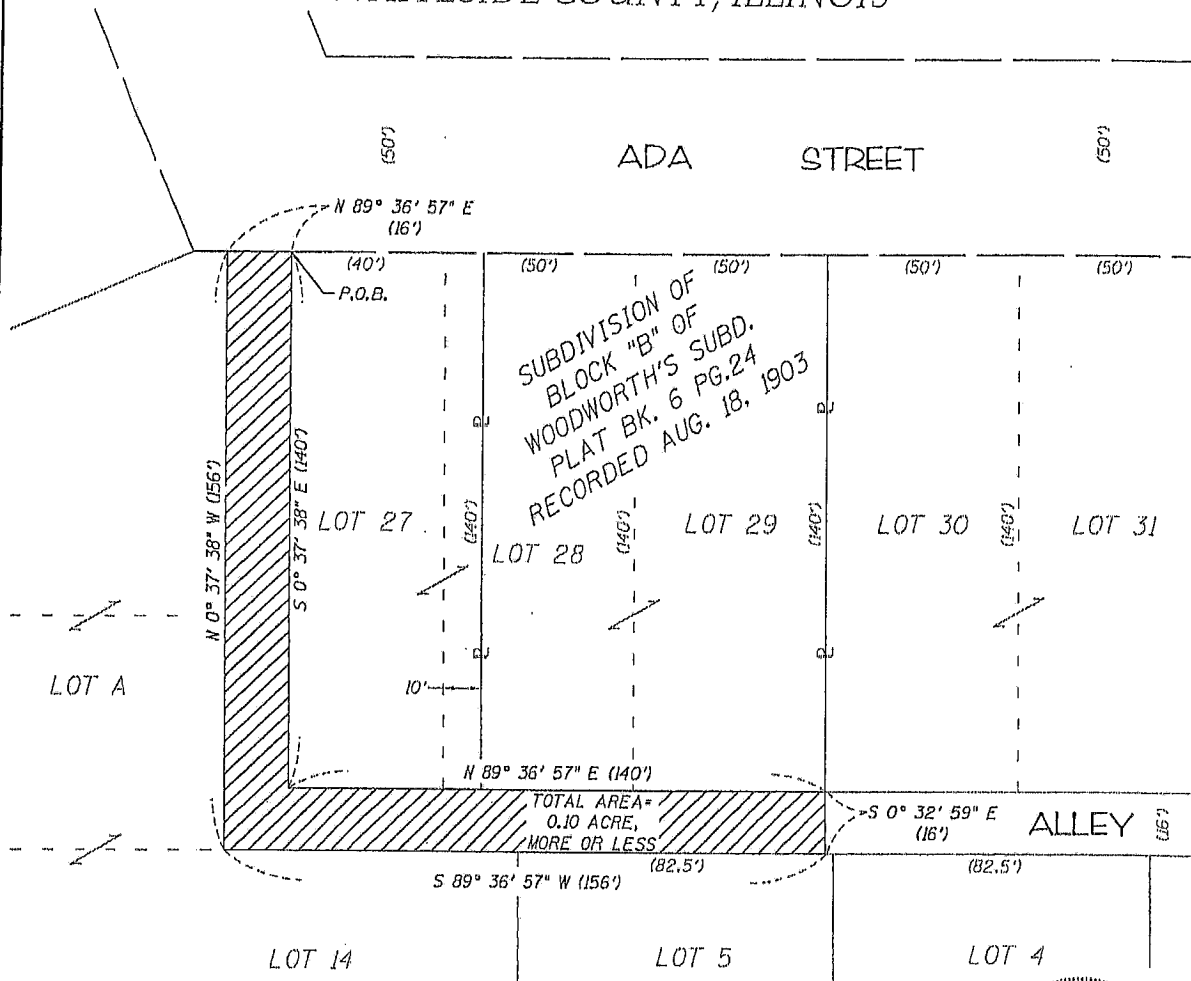 COUNTY, ILLINOIS
(50')
ADA STREET
(50')
N 89° 36' 57" E
(16')
(40')
(50')
(50')
(50')
(50')
P.O.B.
SUBDIVISION OF
BLOCK "B" OF
WOODWORTH'S SUBD.
PLAT BK. 6 PG.24
RECORDED AUG. 18, 1903
N 0° 37' 38" W (156')
S 0° 37' 38" E (140')
LOT 27
(140')
LOT 28
(140')
LOT 29
(140')
LOT 30
(140')
LOT 31
LOT A
10'
N 89° 36' 57" E (140')
TOTAL AREA=
0.10 ACRE,
MORE OR LESS
S 0° 32' 59" E
(16')
ALLEY
(16')
(82.5')
(82.5')
S 89° 36' 57" W (156')
LOT 14
LOT 5
LOT 4